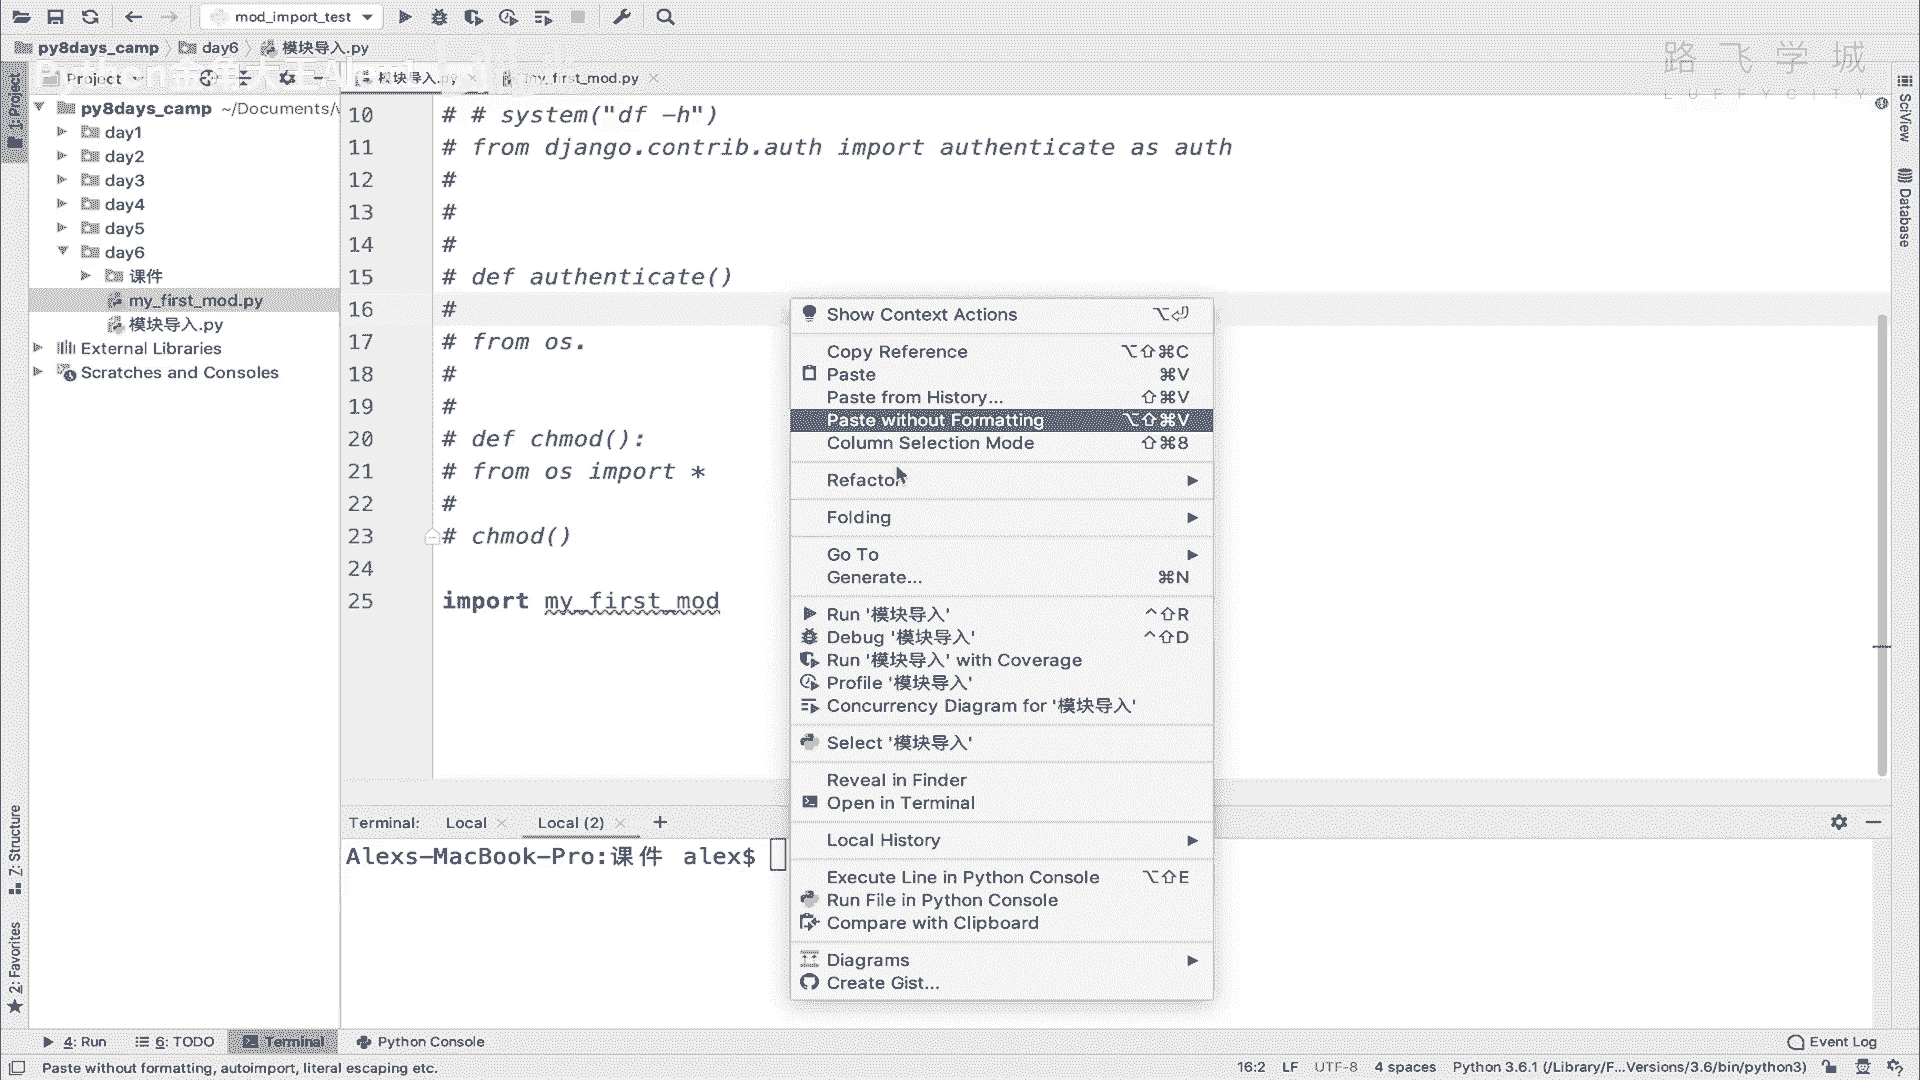 mod_import_test
py8days_camp
day6
模块导入.py
路飞学城
LUFFYCITY
Project
模块导入.py
my_first_mod.py
1: Project
py8days_camp ~/Documents/
day1
day2
day3
day4
day5
day6
课件
my_first_mod.py
模块导入.py
External Libraries
Scratches and Consoles
10 # # system("df -h")
11 # from django.contrib.auth import authenticate as auth
12 #
13 #
14 #
15 # def authenticate()
16 #
17 # from os.
18 #
19 #
20 # def chmod():
21 # from os import *
22 #
23 # chmod()
24
25 import my_first_mod
Show Context Actions ⌥⏎
Copy Reference ⌥⇧⌘C
Paste ⌘V
Paste from History... ⇧⌘V
Paste without Formatting ⌥⇧⌘V
Column Selection Mode ⇧⌘8
Refactor
Folding
Go To
Generate... ⌘N
Run '模块导入' ^⇧R
Debug '模块导入' ^⇧D
Run '模块导入' with Coverage
Profile '模块导入'
Concurrency Diagram for '模块导入'
Select '模块导入'
Reveal in Finder
Open in Terminal
Local History
Execute Line in Python Console ⌥⇧E
Run File in Python Console
Compare with Clipboard
Diagrams
Create Gist...
SciView
Database
7: Structure
2: Favorites
Terminal: Local Local (2) +
Alexs-MacBook-Pro:课件 alex$
4: Run
6: TODO
Terminal
Python Console
Event Log
Paste without formatting, autoimport, literal escaping etc.
16:2 LF UTF-8 4 spaces Python 3.6.1 (/Library/F...Versions/3.6/bin/python3)